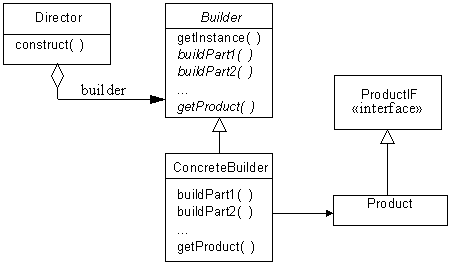 Director
construct( )
builder
Builder
getInstance( )
buildPart1( )
buildPart2( )
...
getProduct( )
ConcreteBuilder
buildPart1( )
buildPart2( )
...
getProduct( )
ProductIF
«interface»
Product